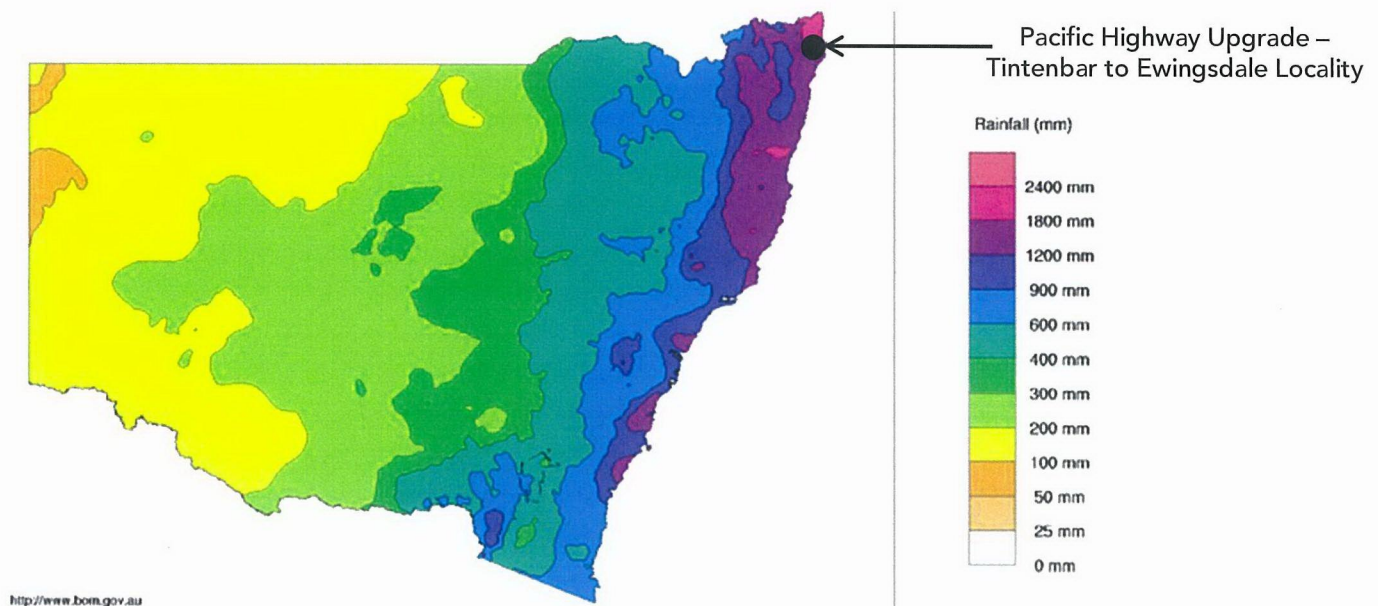 Pacific Highway Upgrade –
Tintenbar to Ewingsdale Locality
Rainfall (mm)
2400 mm
1800 mm
1200 mm
900 mm
600 mm
400 mm
300 mm
200 mm
100 mm
50 mm
25 mm
0 mm
http://www.bom.gov.au